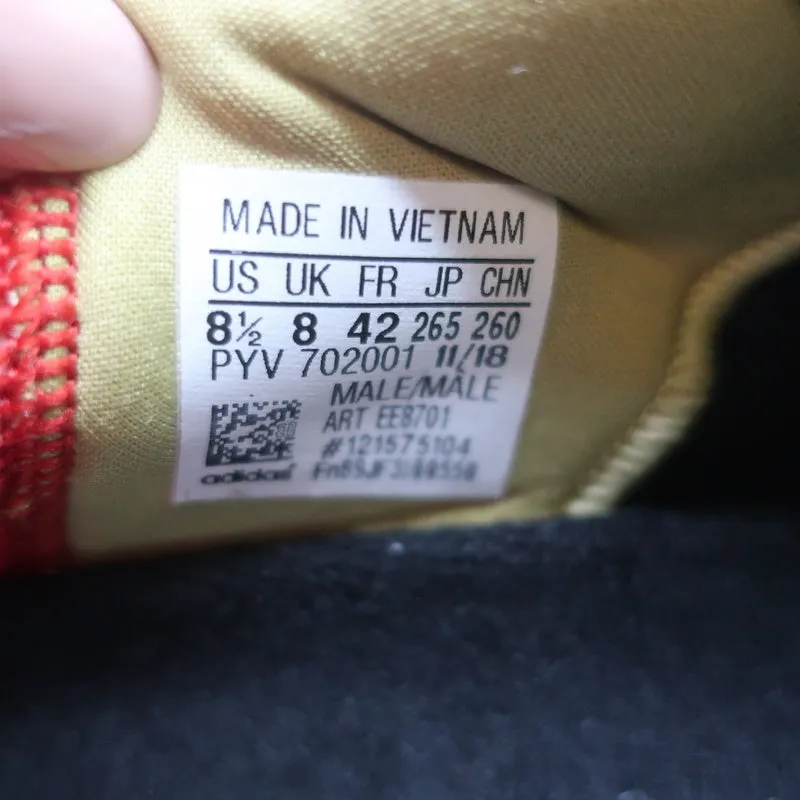 MADE IN VIETNAM
US UK FR JP CHN
8½ 8 42 265 260
PYV 702001 11/18
MALE/MÂLE
ART EE8701
#121575104
adidas